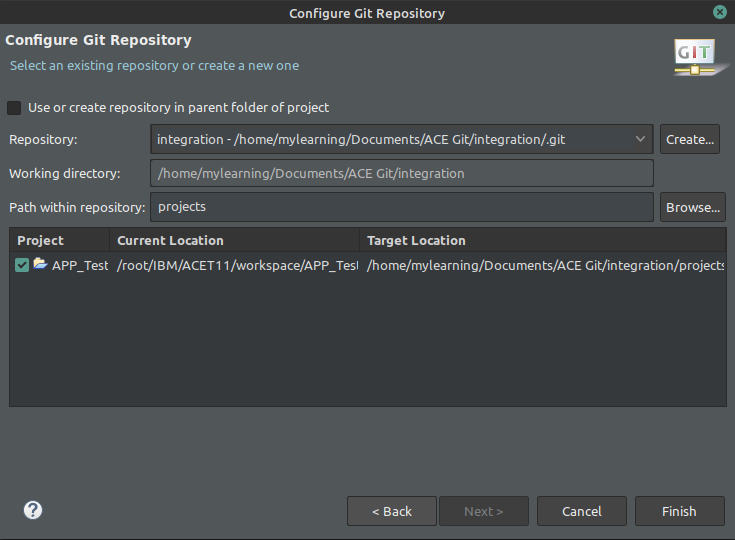 Configure Git Repository
Configure Git Repository
GIT
Select an existing repository or create a new one
Use or create repository in parent folder of project
Repository: integration - /home/mylearning/Documents/ACE Git/integration/.git Create...
Working directory: /home/mylearning/Documents/ACE Git/integration
Path within repository: projects Browse...
Project Current Location Target Location
APP_Test /root/IBM/ACET11/workspace/APP_Test /home/mylearning/Documents/ACE Git/integration/projects
? < Back Next > Cancel Finish